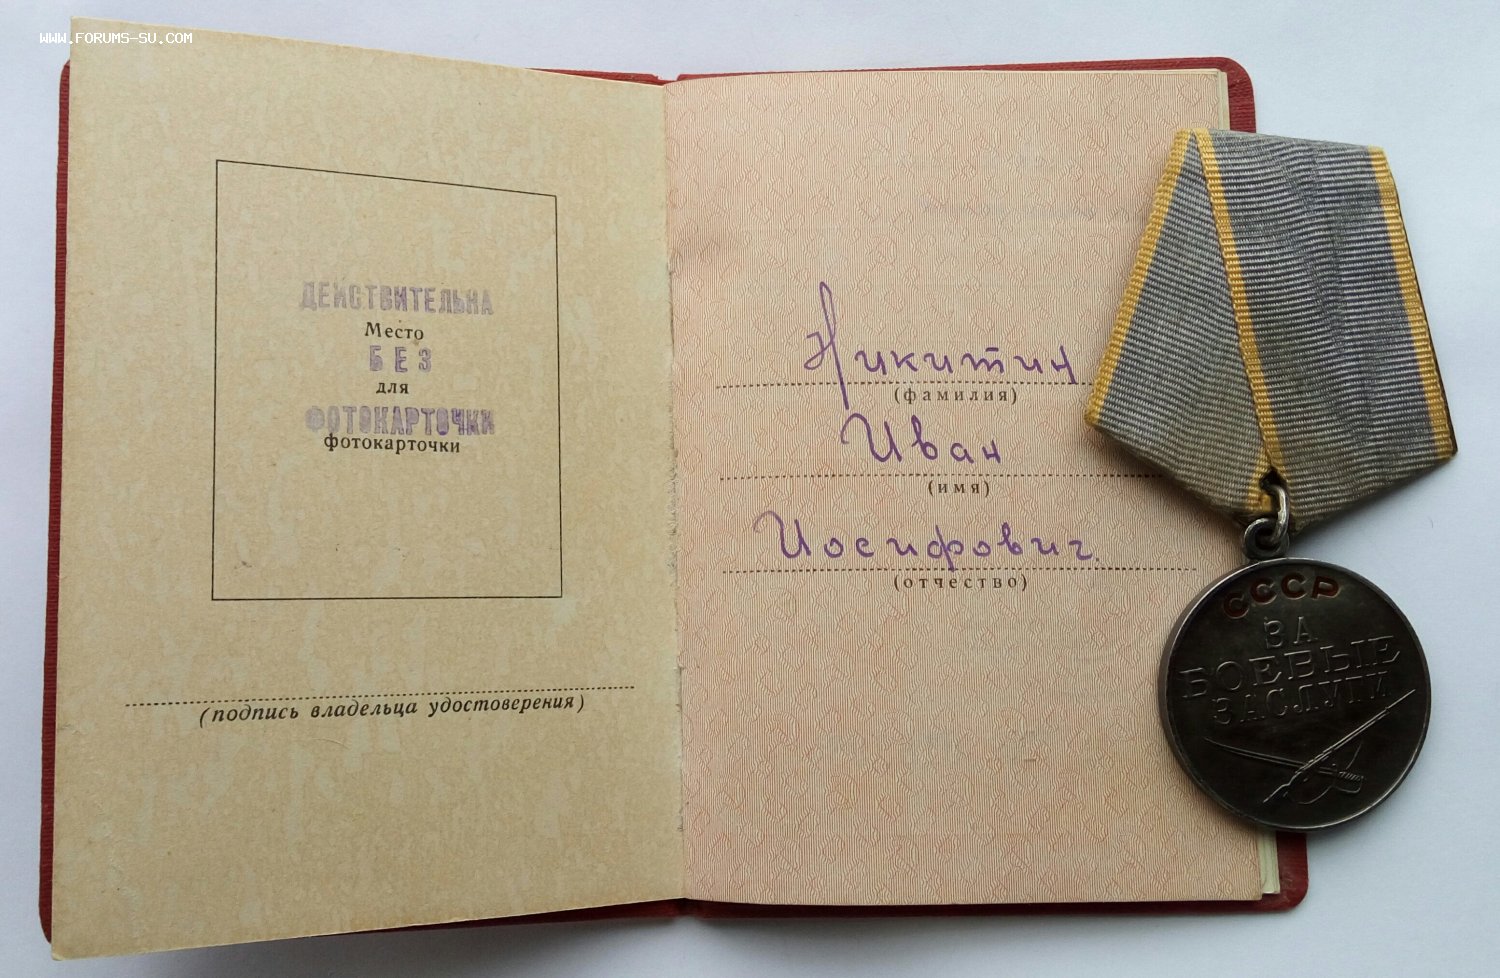 WWW.FORUMS-SU.COM
ДЕЙСТВИТЕЛЬНА
Место
БЕЗ
для
ФОТОКАРТОЧКИ
фотокарточки
(подпись владельца удостоверения)
Никитин
(фамилия)
Иван
(имя)
Иосифович.
(отчество)
СССР
ЗА
БОЕВЫЕ
ЗАСЛУГИ